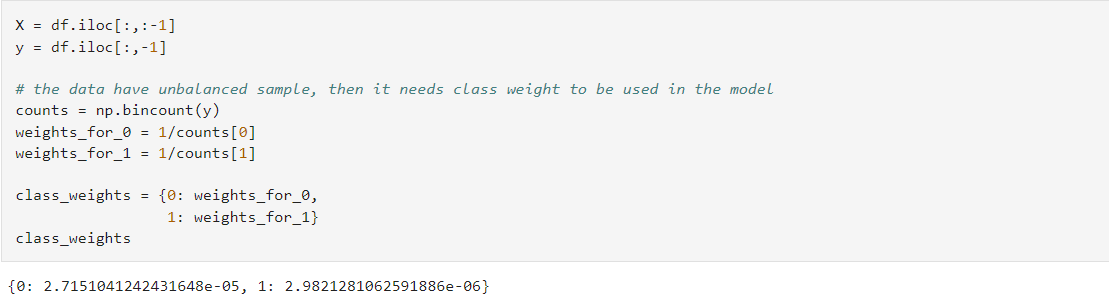 X = df.iloc[:,:-1]
y = df.iloc[:,-1]
# the data have unbalanced sample, then it needs class weight to be used in the model
counts = np.bincount(y)
weights_for_0 = 1/counts[0]
weights_for_1 = 1/counts[1]
class_weights = {0: weights_for_0,
1: weights_for_1}
class_weights
{0: 2.7151041242431648e-05, 1: 2.9821281062591886e-06}